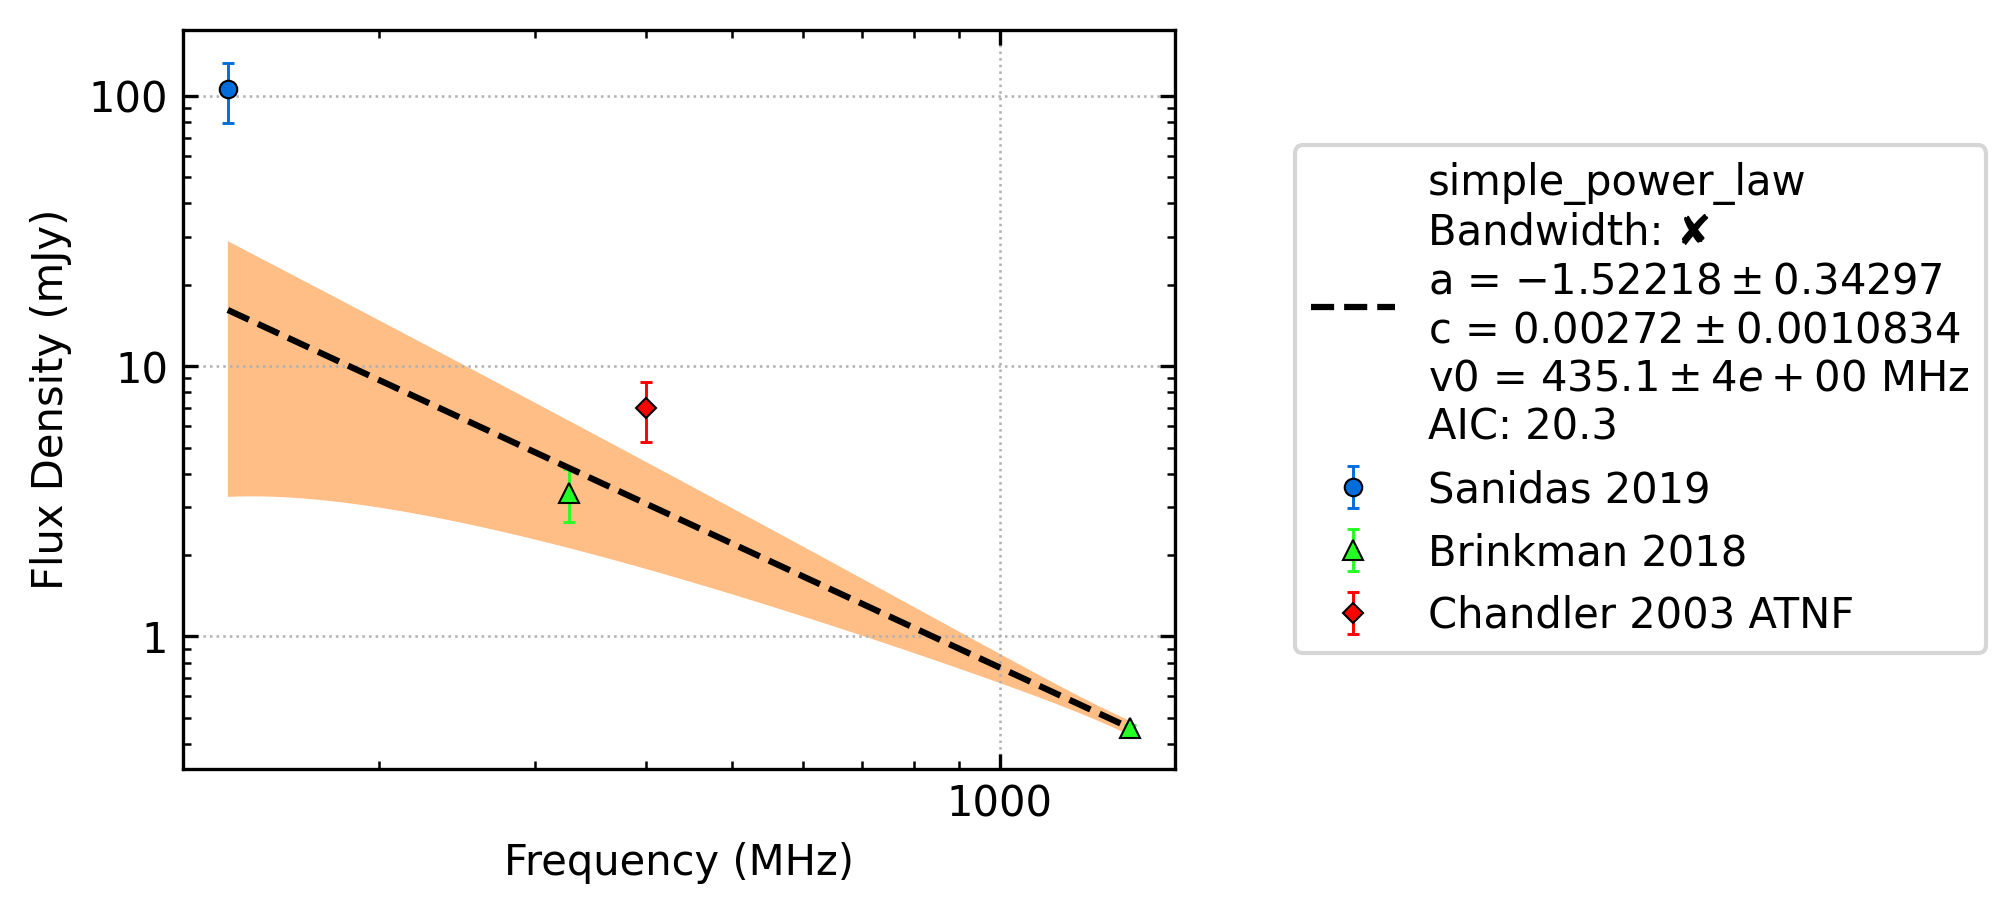 100
10
1
Flux Density (mJy)
1000
Frequency (MHz)
simple_power_law
Bandwidth: ✘
a = −1.52218 ± 0.34297
c = 0.00272 ± 0.0010834
v0 = 435.1 ± 4e + 00 MHz
AIC: 20.3
Sanidas 2019
Brinkman 2018
Chandler 2003 ATNF